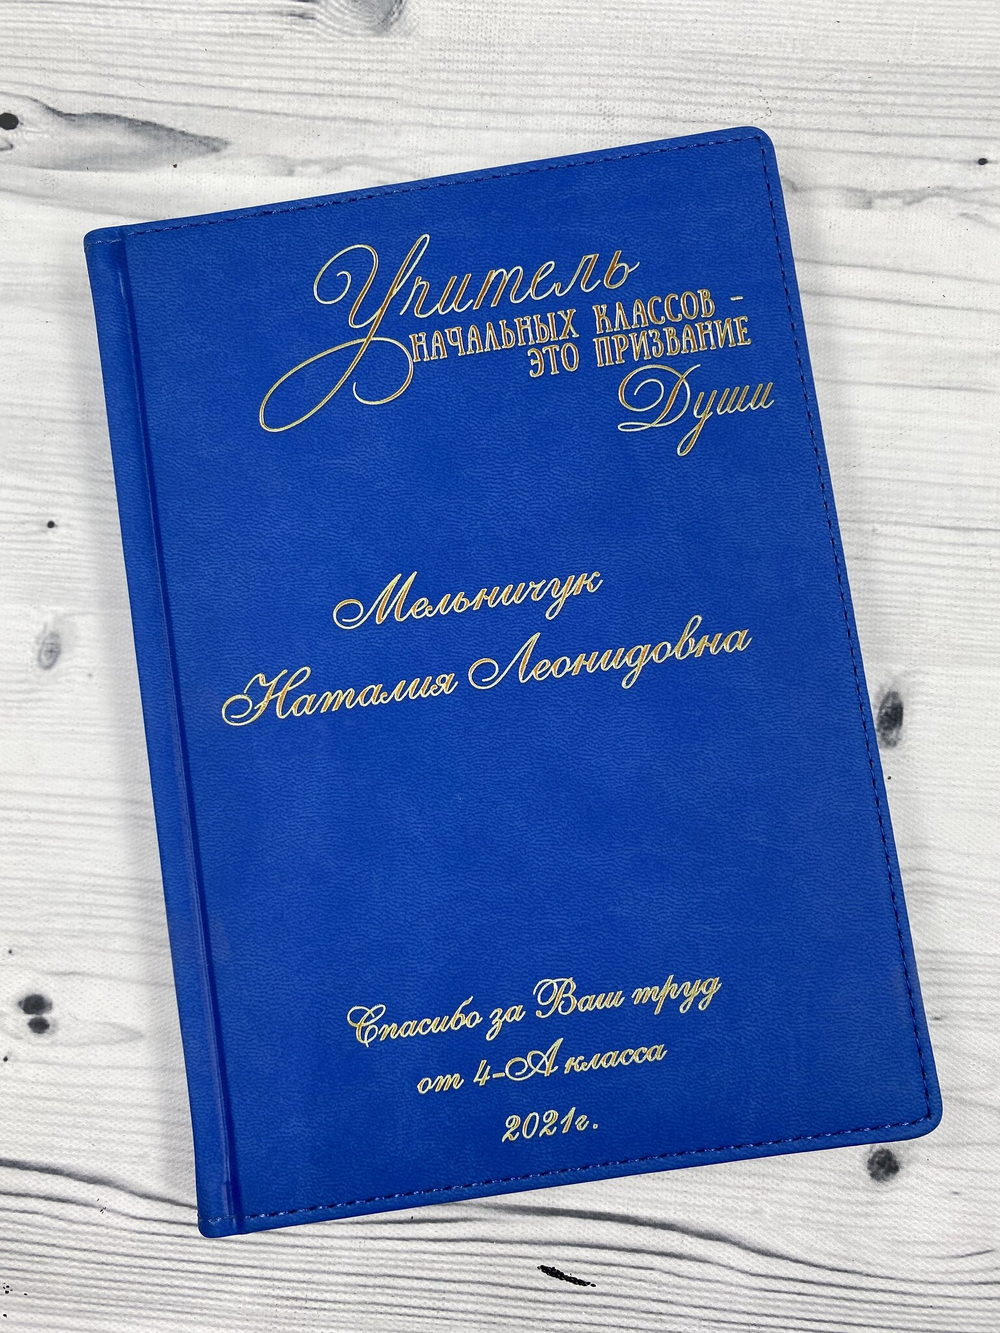 Учитель
НАЧАЛЬНЫХ КЛАССОВ -
ЭТО ПРИЗВАНИЕ
Души
Мельничук
Наталия Леонидовна
Спасибо за Ваш труд
от 4-А класса
2021г.